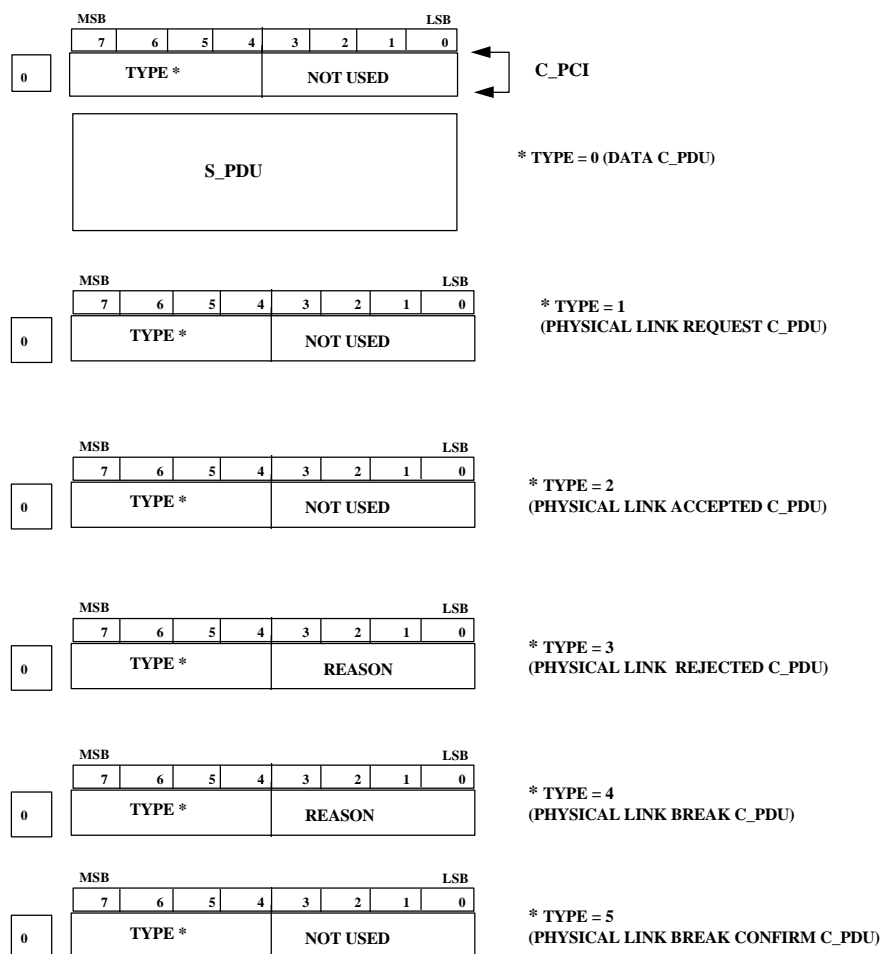 MSB LSB
7 6 5 4 3 2 1 0
0 TYPE * NOT USED C_PCI
S_PDU * TYPE = 0 (DATA C_PDU)
MSB LSB
7 6 5 4 3 2 1 0
0 TYPE * NOT USED
* TYPE = 1
(PHYSICAL LINK REQUEST C_PDU)
MSB LSB
7 6 5 4 3 2 1 0
0 TYPE * NOT USED
* TYPE = 2
(PHYSICAL LINK ACCEPTED C_PDU)
MSB LSB
7 6 5 4 3 2 1 0
0 TYPE * REASON
* TYPE = 3
(PHYSICAL LINK REJECTED C_PDU)
MSB LSB
7 6 5 4 3 2 1 0
0 TYPE * REASON
* TYPE = 4
(PHYSICAL LINK BREAK C_PDU)
MSB LSB
7 6 5 4 3 2 1 0
0 TYPE * NOT USED
* TYPE = 5
(PHYSICAL LINK BREAK CONFIRM C_PDU)